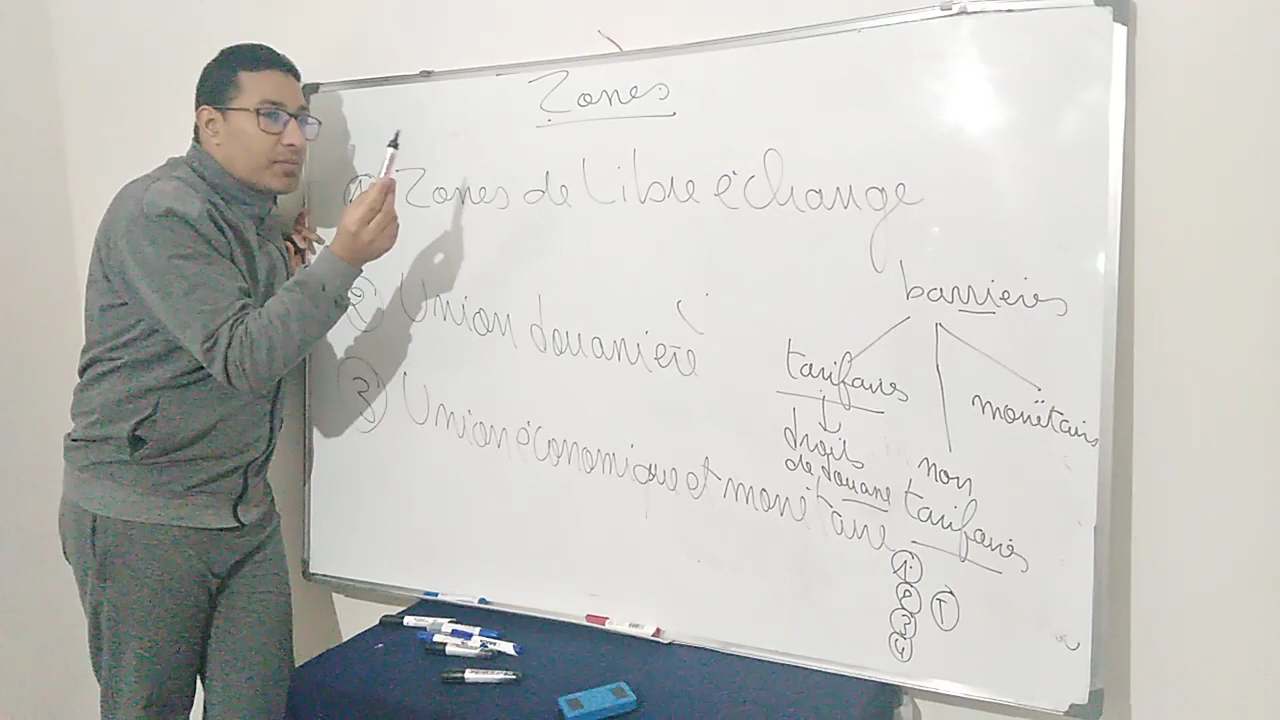 Zones
① Zones de libre échange
② Union douanière
③ Union économique et monétaire
barrières
tarifaires
monétaires
droits
de douane
non
tarifaires
T